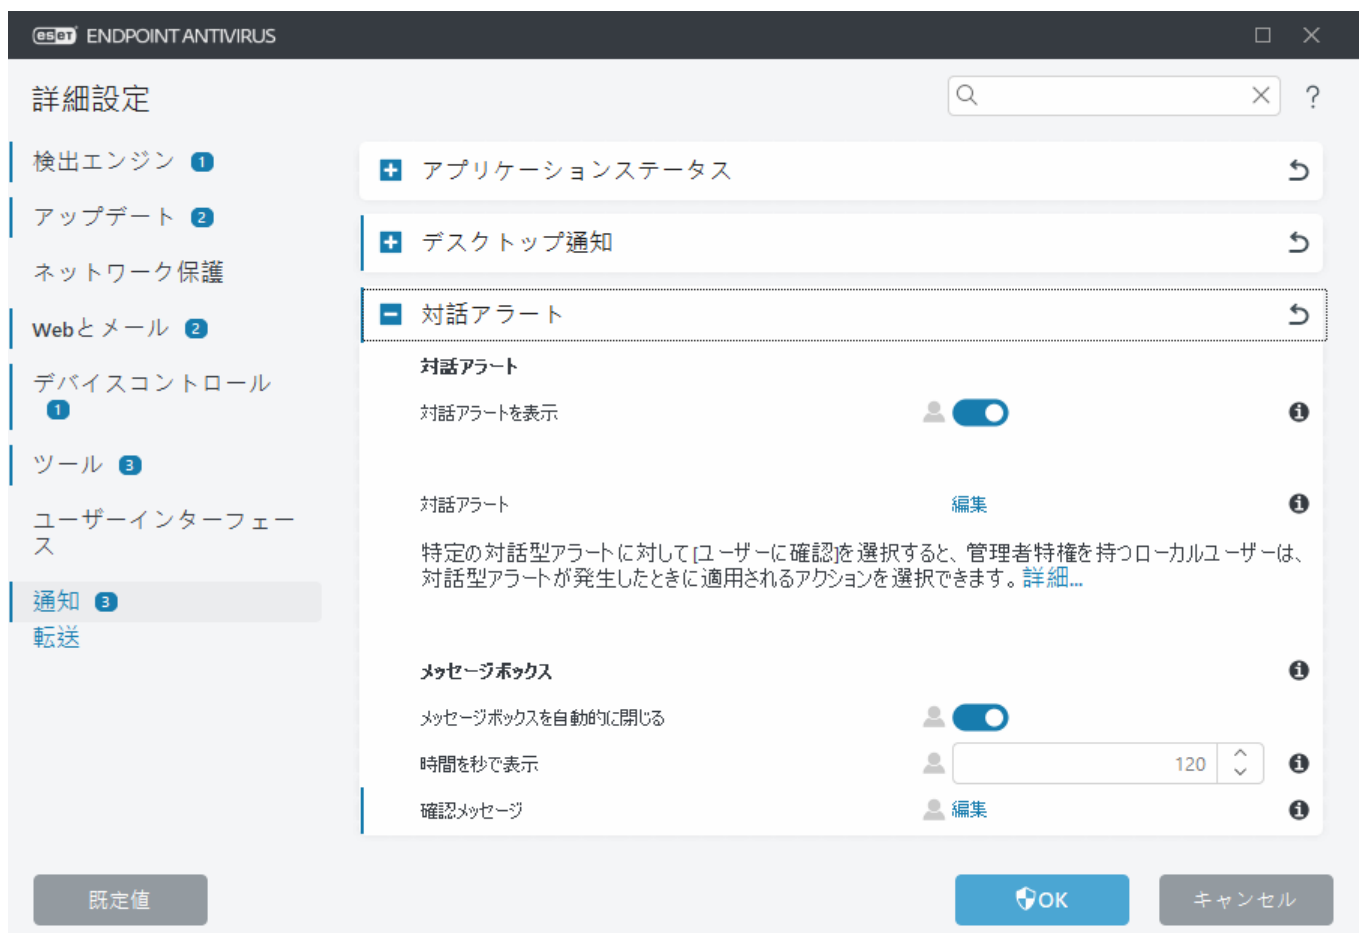 eset ENDPOINT ANTIVIRUS
詳細設定
?
検出エンジン 1
アップデート 2
ネットワーク保護
Webとメール 2
デバイスコントロール
1
ツール 3
ユーザーインターフェー
ス
通知 3
転送
アプリケーションステータス
デスクトップ通知
対話アラート
対話アラート
対話アラートを表示
対話アラート 編集
特定の対話型アラートに対して[ユーザーに確認]を選択すると、管理者特権を持つローカルユーザーは、
対話型アラートが発生したときに適用されるアクションを選択できます。詳細...
メッセージボックス
メッセージボックスを自動的に閉じる
時間を秒で表示 120
確認メッセージ 編集
既定値 OK キャンセル